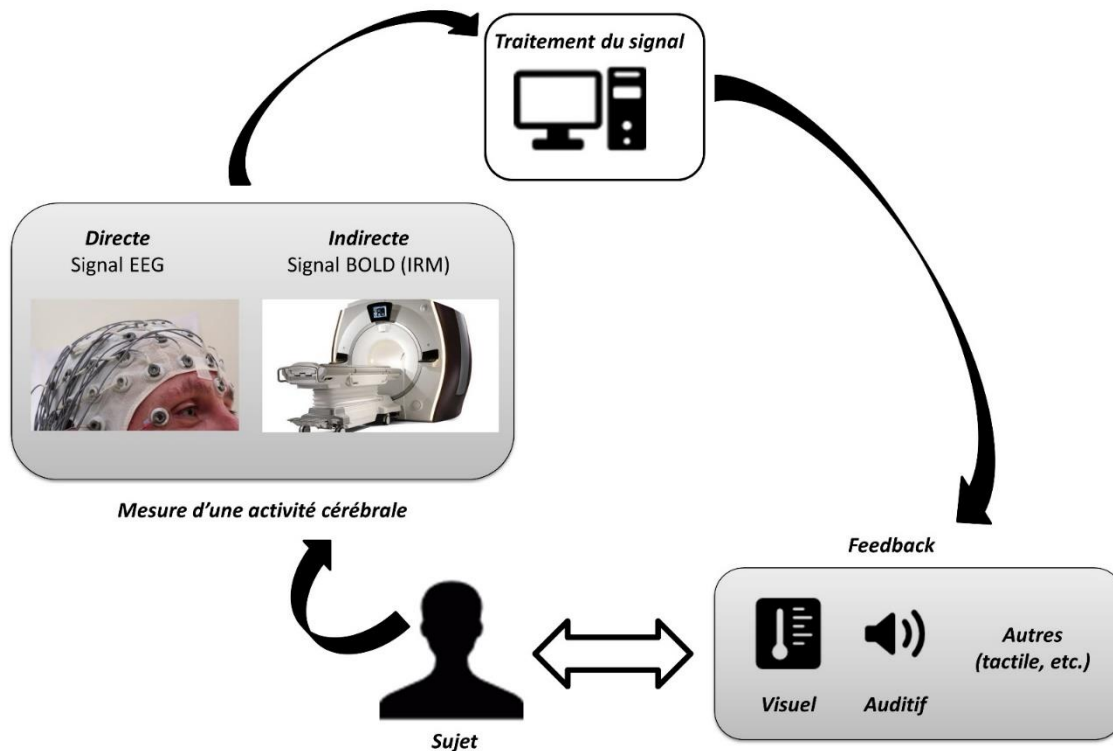 Traitement du signal
Directe
Signal EEG
Indirecte
Signal BOLD (IRM)
Mesure d'une activité cérébrale
Feedback
Visuel
Auditif
Autres
(tactile, etc.)
Sujet